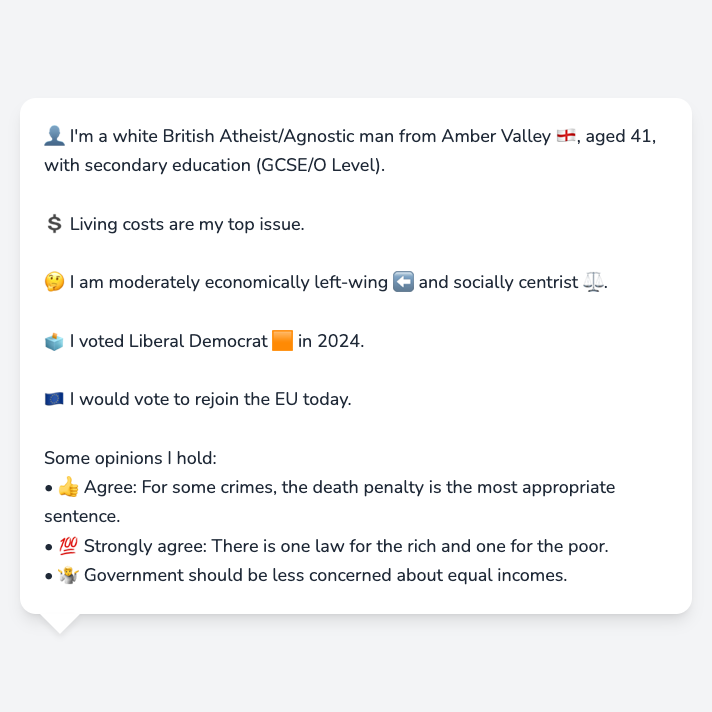 👤 I'm a white British Atheist/Agnostic man from Amber Valley 🏴󠁧󠁢󠁥󠁮󠁧󠁿, aged 41,
with secondary education (GCSE/O Level).
💲 Living costs are my top issue.
🤔 I am moderately economically left-wing ⬅️ and socially centrist ⚖️.
🗳️ I voted Liberal Democrat 🟧 in 2024.
🇪🇺 I would vote to rejoin the EU today.
Some opinions I hold:
• 👍 Agree: For some crimes, the death penalty is the most appropriate
sentence.
• 💯 Strongly agree: There is one law for the rich and one for the poor.
• 🤷 Government should be less concerned about equal incomes.